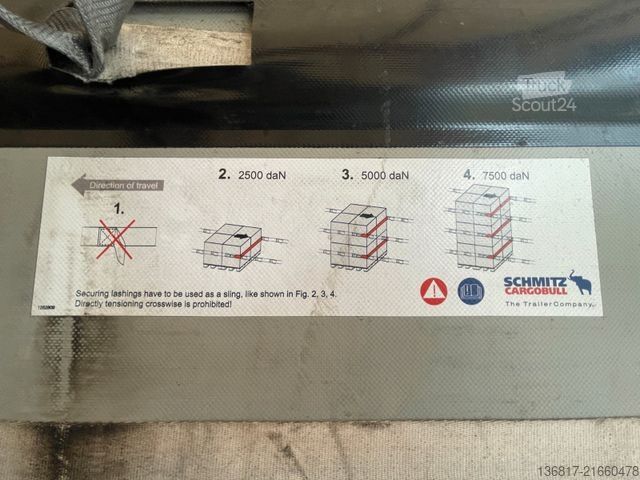 Truck
Scout24
Direction of travel
1.
2. 2500 daN
3. 5000 daN
4. 7500 daN
Securing lashings have to be used as a sling, like shown in Fig. 2, 3, 4.
Directly tensioning crosswise is prohibited!
SCHMITZ
CARGOBULL
The Trailer Company.
136817-21660478